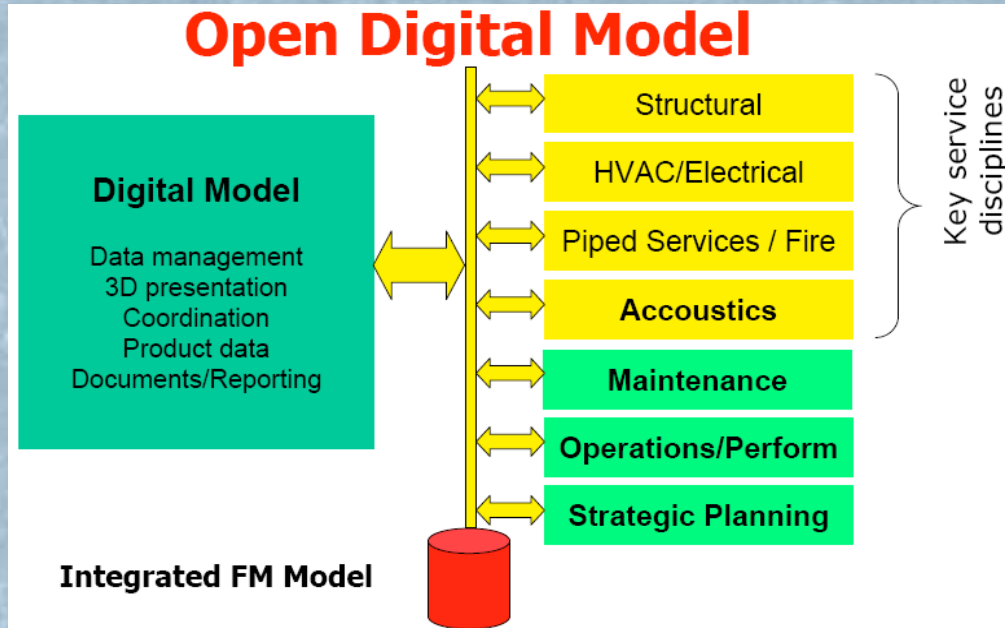 Open Digital Model
Digital Model
Data management
3D presentation
Coordination
Product data
Documents/Reporting
Structural
HVAC/Electrical
Piped Services / Fire
Accoustics
Maintenance
Operations/Perform
Strategic Planning
Key service
disciplines
Integrated FM Model